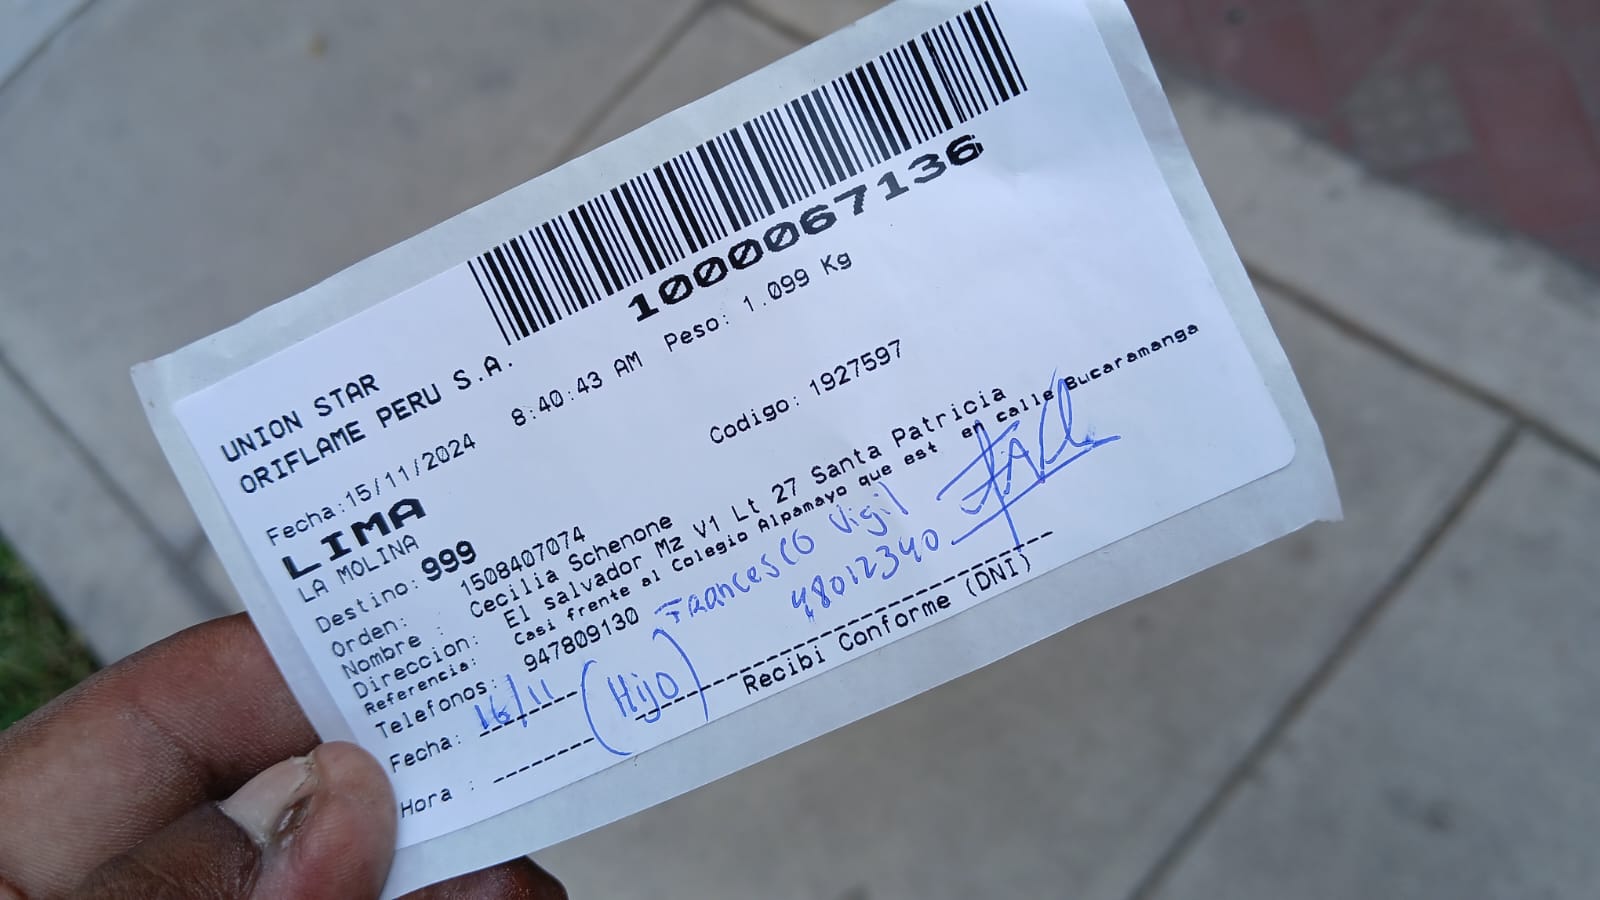 1000067136
UNION STAR
ORIFLAME PERU S.A.
Fecha:15/11/2024 8:40:43 AM Peso: 1.099 Kg
LIMA
LA MOLINA
Destino: 999 Codigo: 1927597
Orden: 1508407074
Nombre : Cecilia Schenone
Direccion: El salvador Mz V1 Lt 27 Santa Patricia
Referencia: Casi frente al Colegio Alpamayo que est en calle Bucaramanga
Telefonos: 947809130
Francesco Vigil
48012340
Fecha: 16/11
(Hijo)
Hora :
Recibi Conforme (DNI)